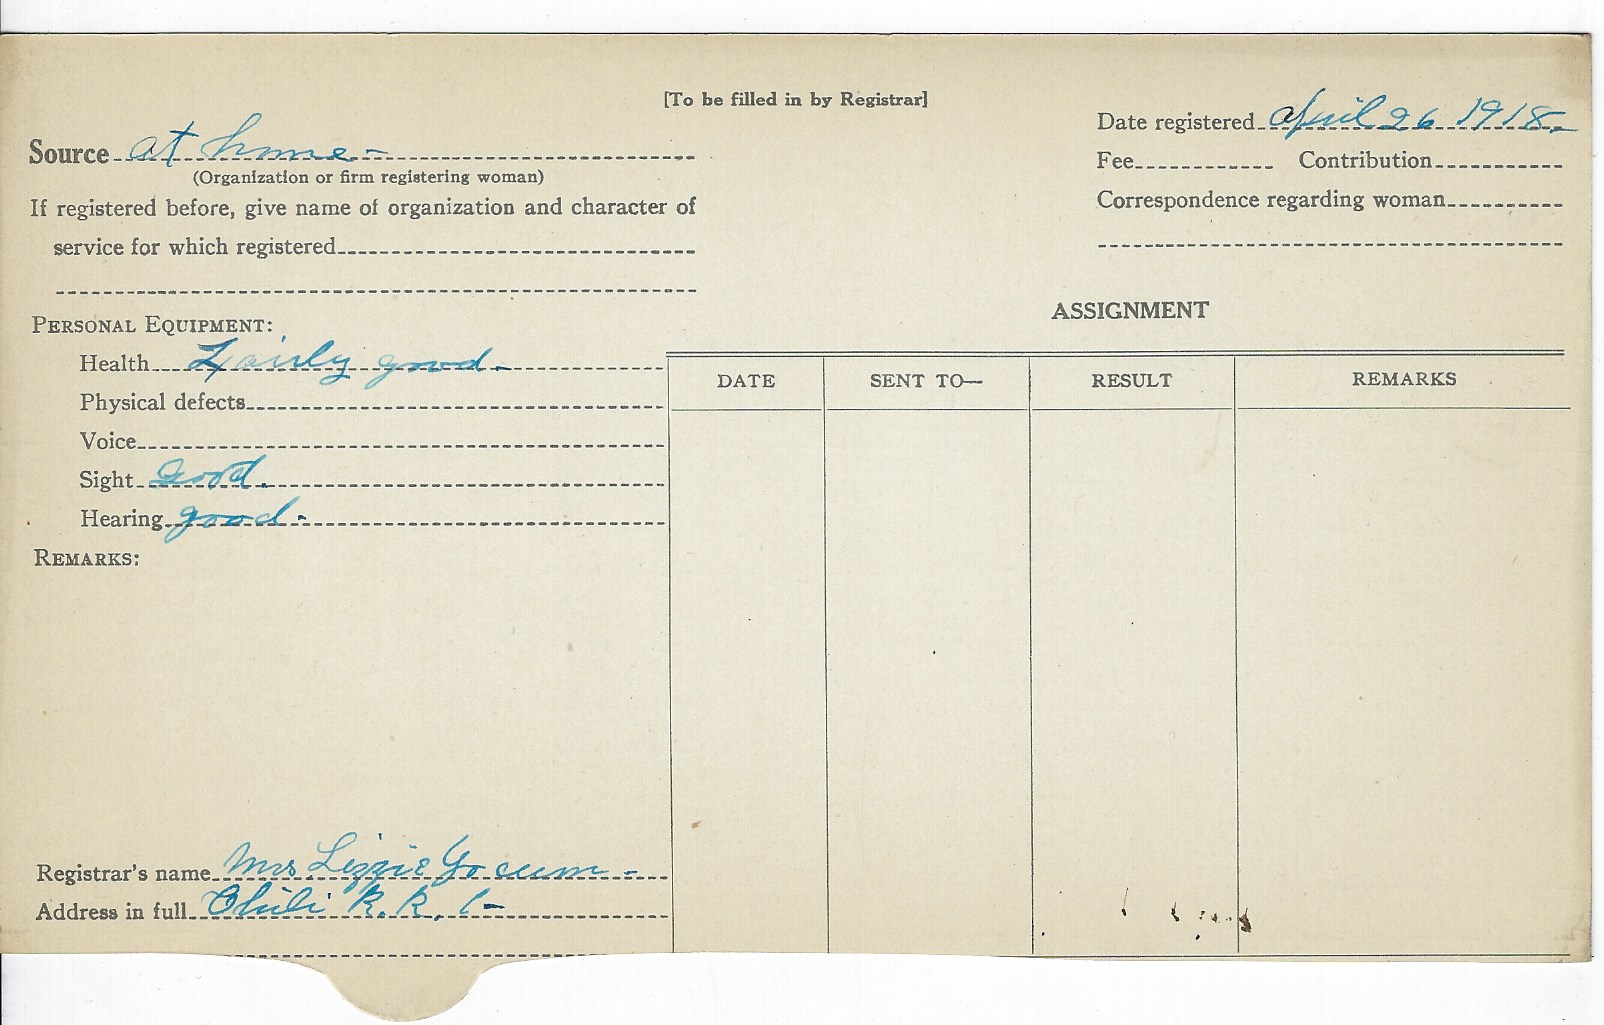 [To be filled in by Registrar]
Source at home-
(Organization or firm registering woman)
If registered before, give name of organization and character of
service for which registered
Date registered April 26 1918-
Fee Contribution
Correspondence regarding woman
PERSONAL EQUIPMENT:
Health Fairly good-
Physical defects
Voice
Sight Good.
Hearing good-
REMARKS:
ASSIGNMENT
DATE SENT TO— RESULT REMARKS
Registrar's name Mrs Lizzie Yocum-
Address in full Chili R.R. 1-